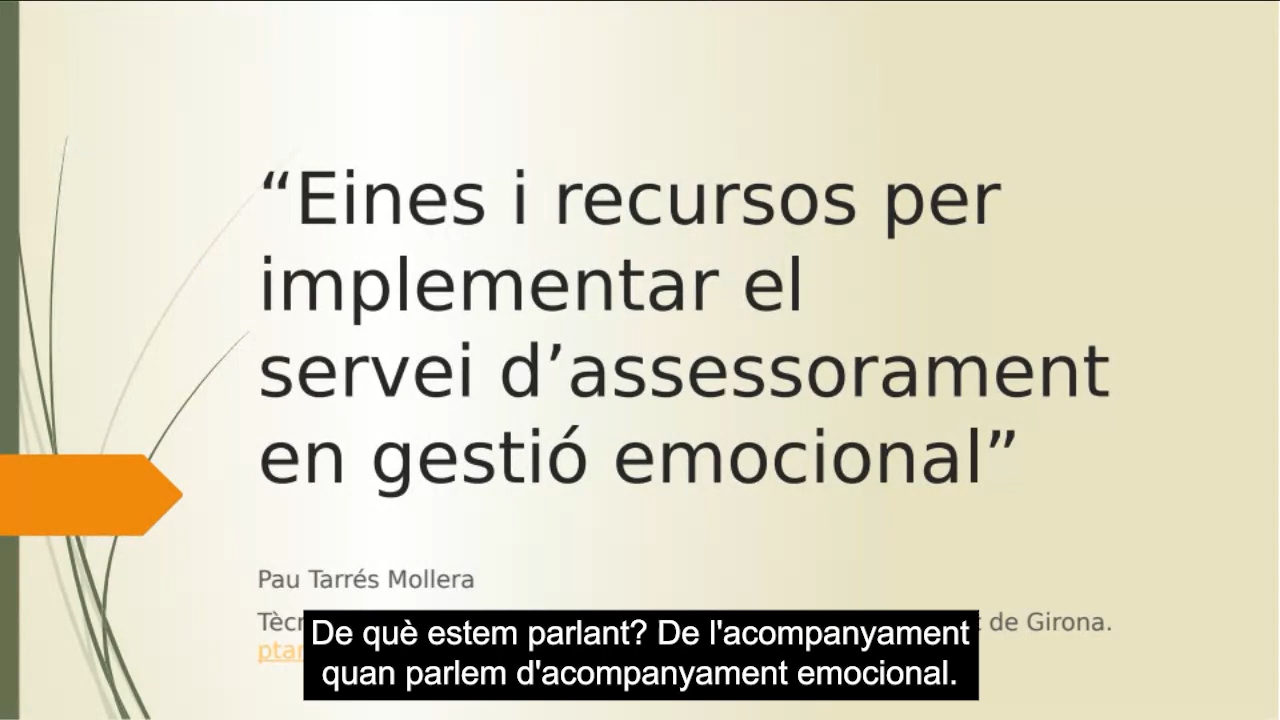 “Eines i recursos per
implementar el
servei d’assessorament
en gestió emocional”
Pau Tarrés Mollera
de Girona.
De què estem parlant? De l'acompanyament
quan parlem d'acompanyament emocional.